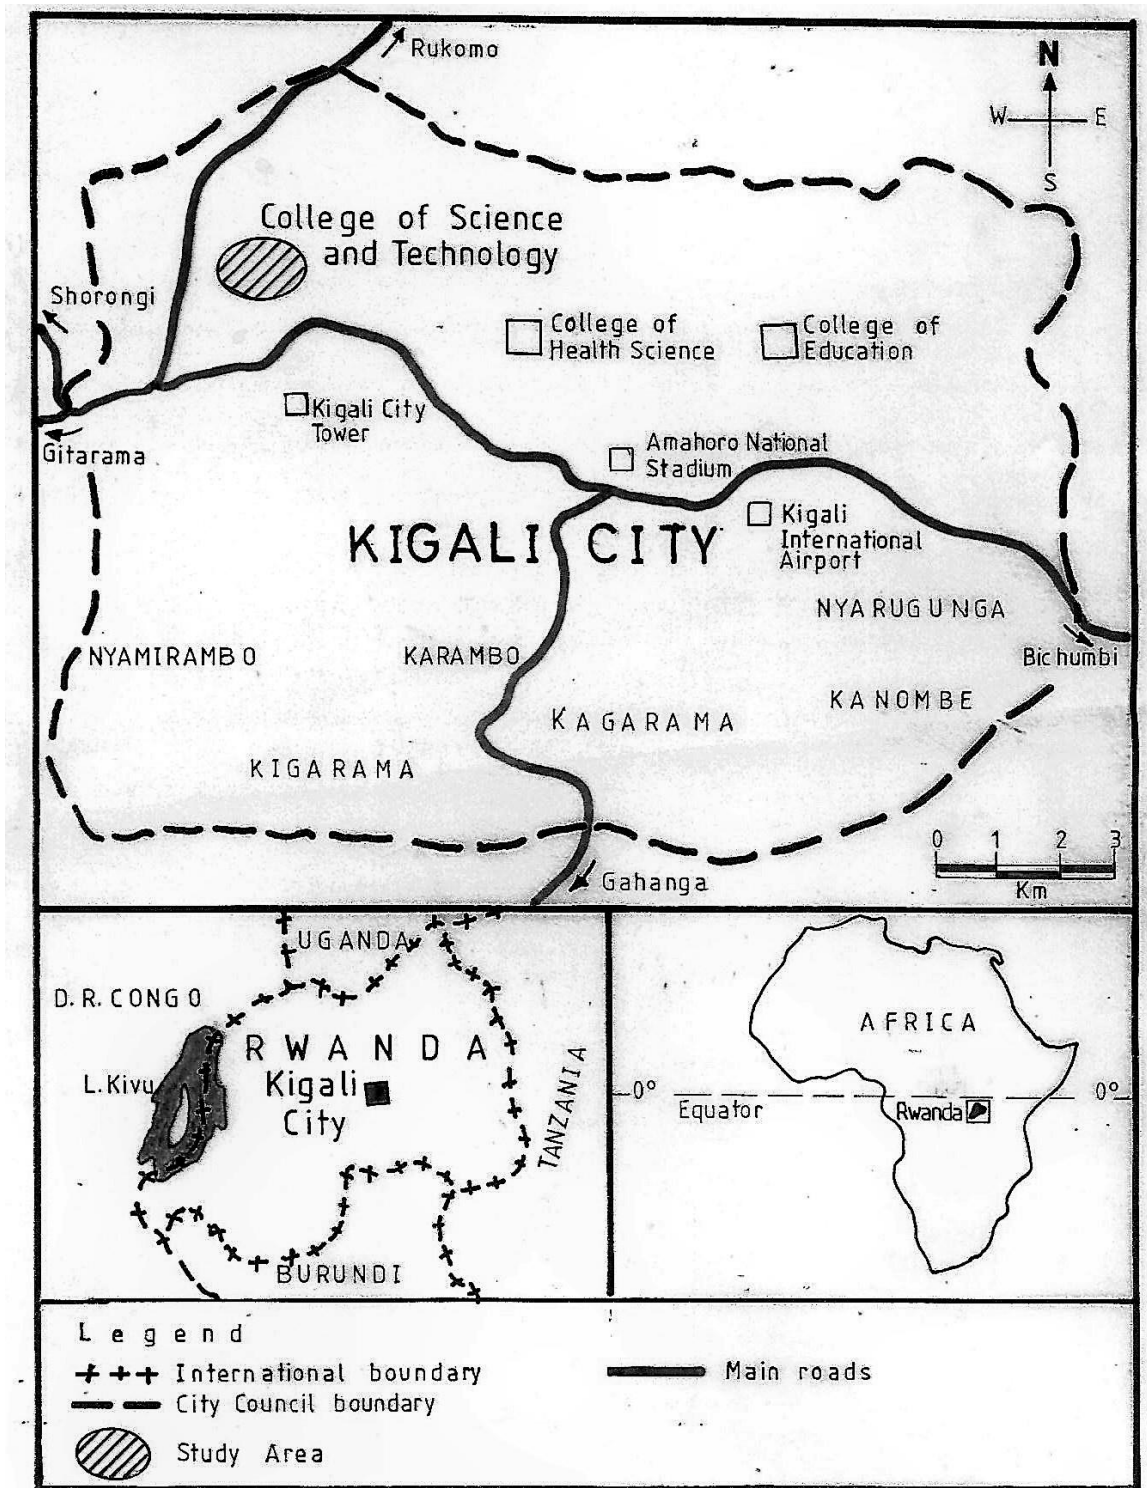 Rukomo
N
W E
S
College of Science
and Technology
Shorongi
College of
Health Science
College of
Education
Kigali City
Tower
Gitarama
Amahoro National
Stadium
KIGALI CITY
Kigali
International
Airport
NYARUGUNGA
NYAMIRAMBO
KARAMBO
Bichumbi
KANOMBE
KAGARAMA
KIGARAMA
0 1 2 3
Km
Gahanga
UGANDA
D.R.CONGO
RWANDA
L.Kivu
Kigali
City
TANZANIA
BURUNDI
AFRICA
0° 0°
Equator
Rwanda
Legend
International boundary
Main roads
City Council boundary
Study Area